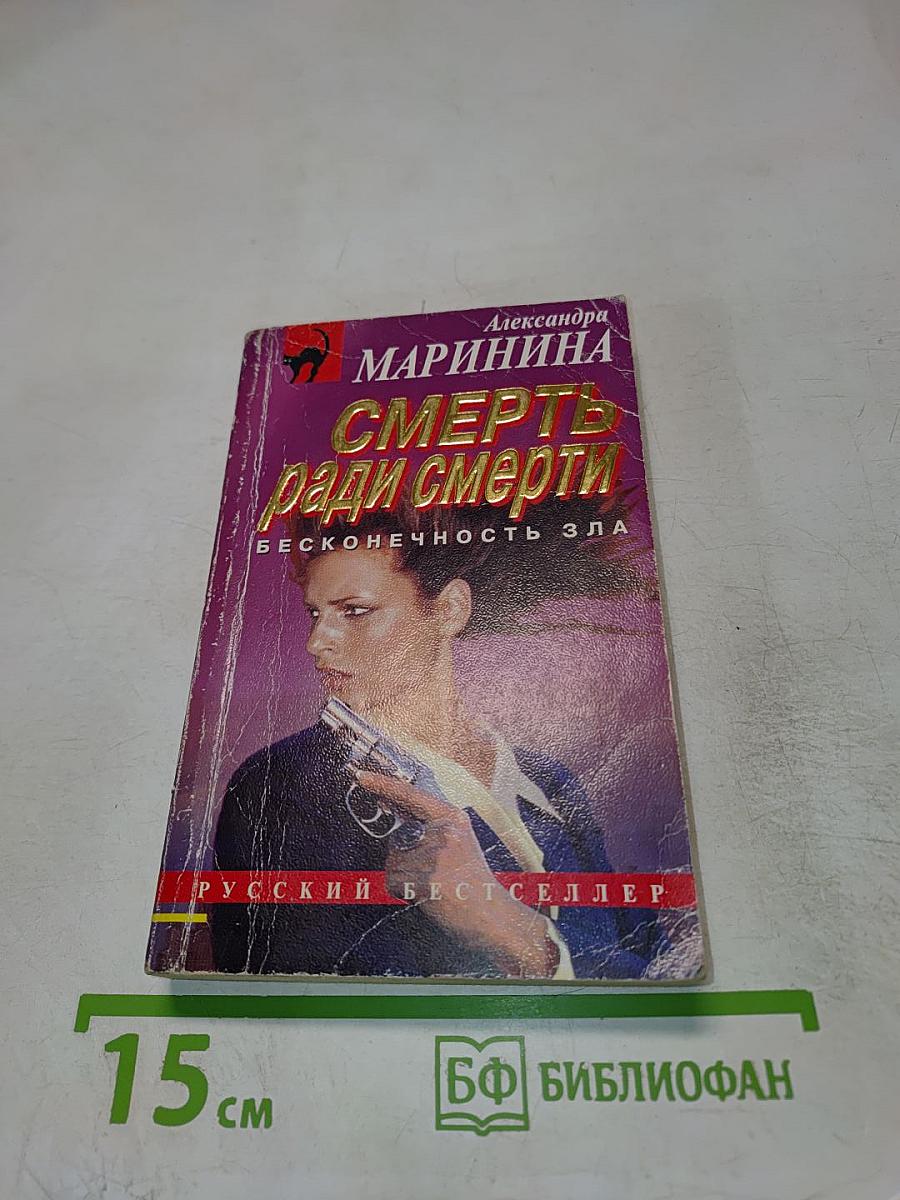 Александра
МАРИНИНА
СМЕРТЬ
ради смерти
БЕСКОНЕЧНОСТЬ ЗЛА
РУССКИЙ БЕСТСЕЛЛЕР
15 см
БФ БИБЛИОФАН